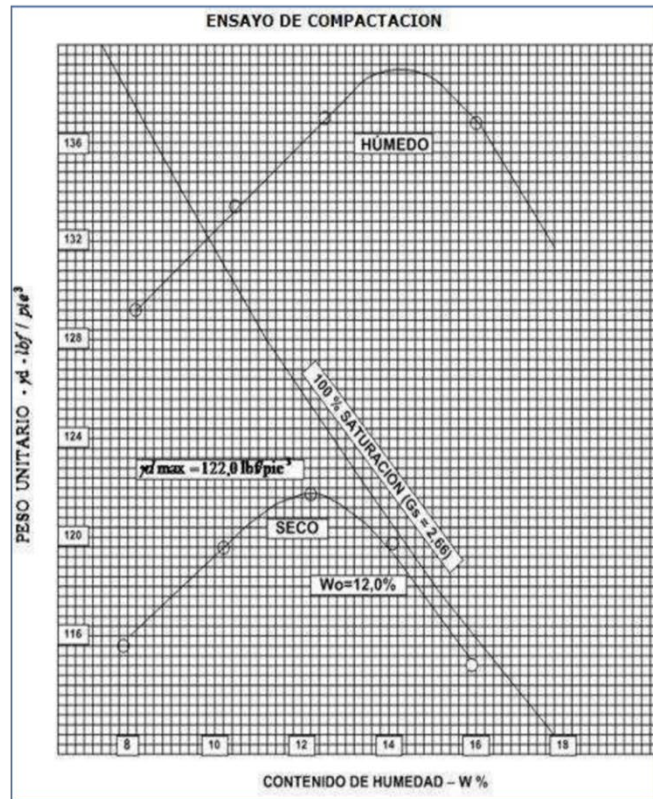 ENSAYO DE COMPACTACION
PESO UNITARIO - γd - lbf / pie³
136
132
128
124
120
116
HÚMEDO
100 % SATURACION (Gs = 2,66)
γd max = 122,0 lbf/pie³
SECO
Wo=12.0%
8 10 12 14 16 18
CONTENIDO DE HUMEDAD – W %